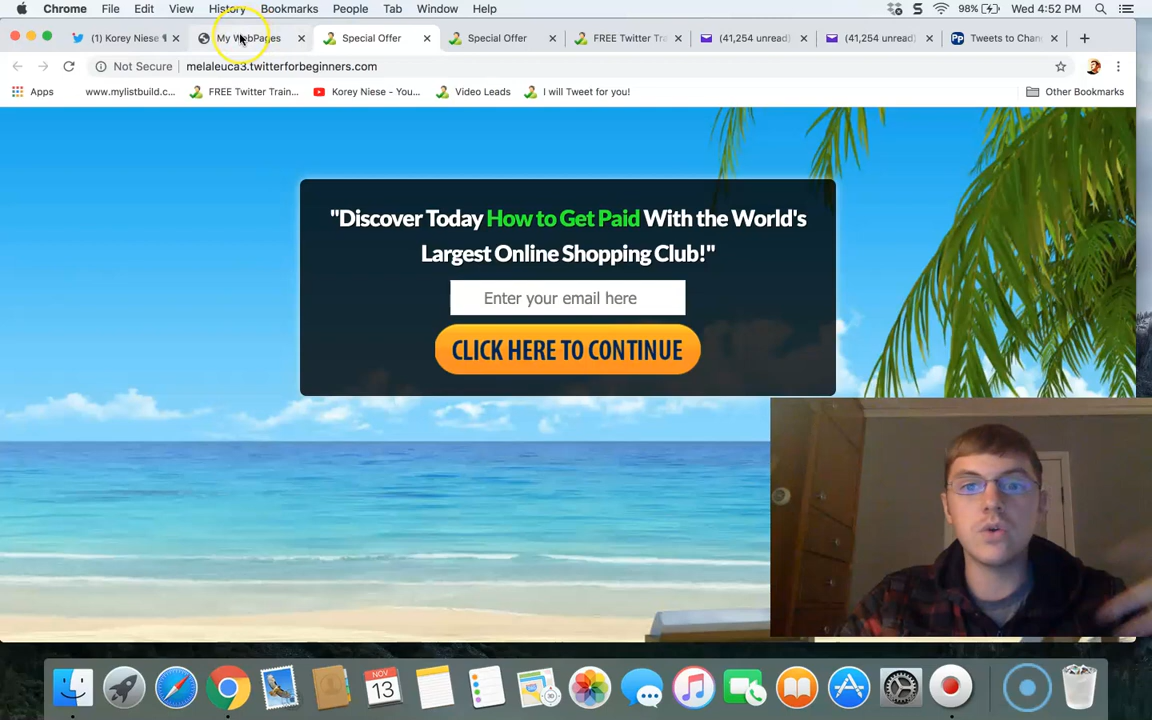 Chrome File Edit View History Bookmarks People Tab Window Help 98% Wed 4:52 PM
(1) Korey Niese My WebPages Special Offer Special Offer FREE Twitter Tra (41,254 unread) (41,254 unread) Pp Tweets to Chan
Not Secure melaleuca3.twitterforbeginners.com
Apps www.mylistbuild.c... FREE Twitter Train... Korey Niese - You... Video Leads I will Tweet for you! Other Bookmarks
"Discover Today How to Get Paid With the World's
Largest Online Shopping Club!"
Enter your email here
CLICK HERE TO CONTINUE
NOV
13